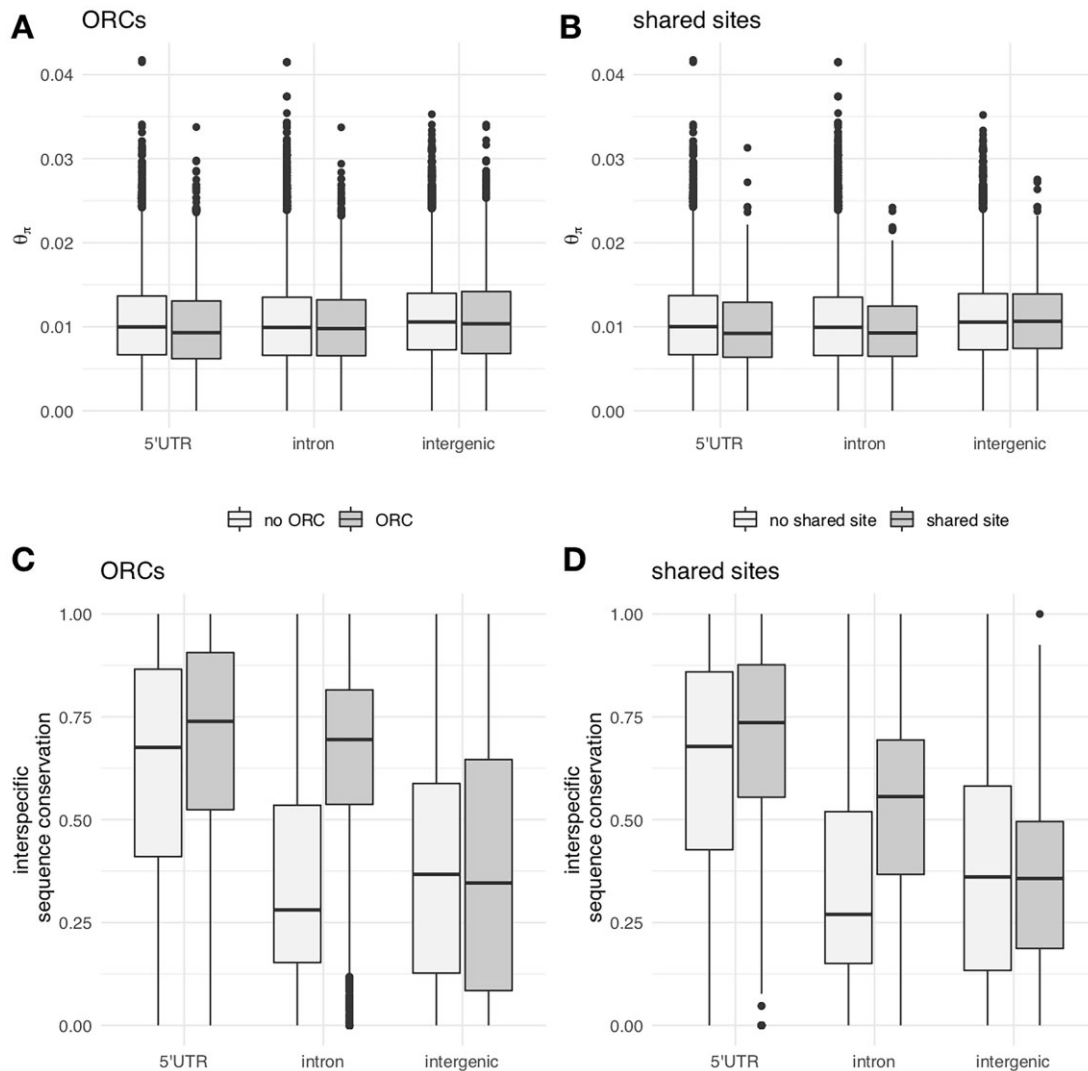 A ORCs
0.04
0.03
0.02
0.01
0.00
θπ
5'UTR intron intergenic
no ORC ORC
B shared sites
0.04
0.03
0.02
0.01
0.00
θπ
5'UTR intron intergenic
no shared site shared site
C ORCs
1.00
0.75
0.50
0.25
0.00
interspecific
sequence conservation
5'UTR intron intergenic
D shared sites
1.00
0.75
0.50
0.25
0.00
interspecific
sequence conservation
5'UTR intron intergenic